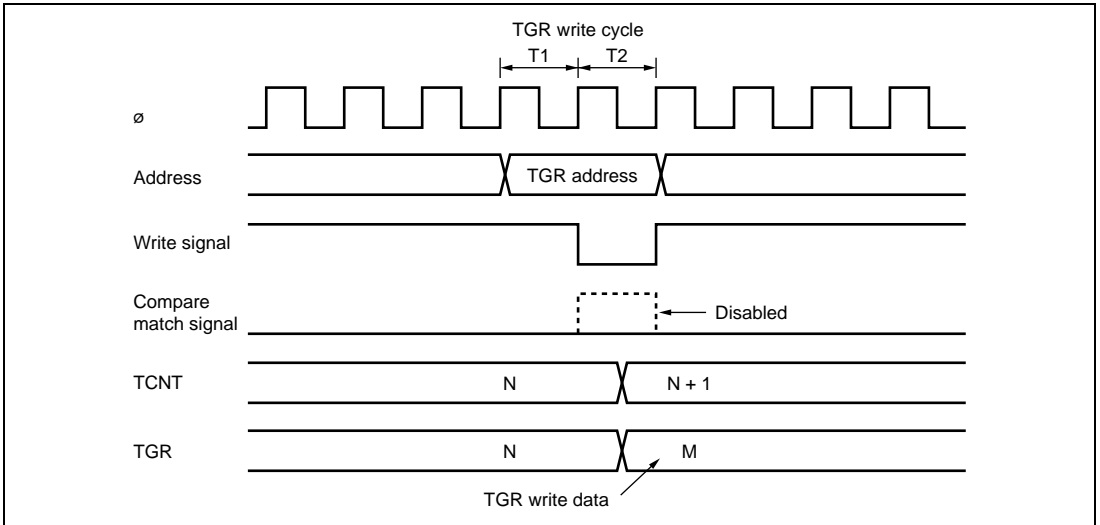 TGR write cycle
T1 T2
ø
Address TGR address
Write signal
Compare
match signal Disabled
TCNT N N + 1
TGR N M
TGR write data